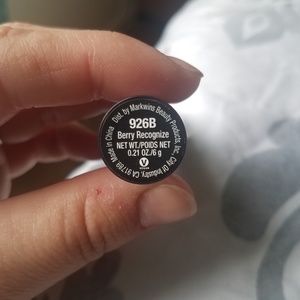 Dist. by Markwins Beauty Products, Inc.
City Of Industry, CA 91789 Made in China
926B
Berry Recognize
NET WT./POIDS NET
0.21 OZ./6 g
V